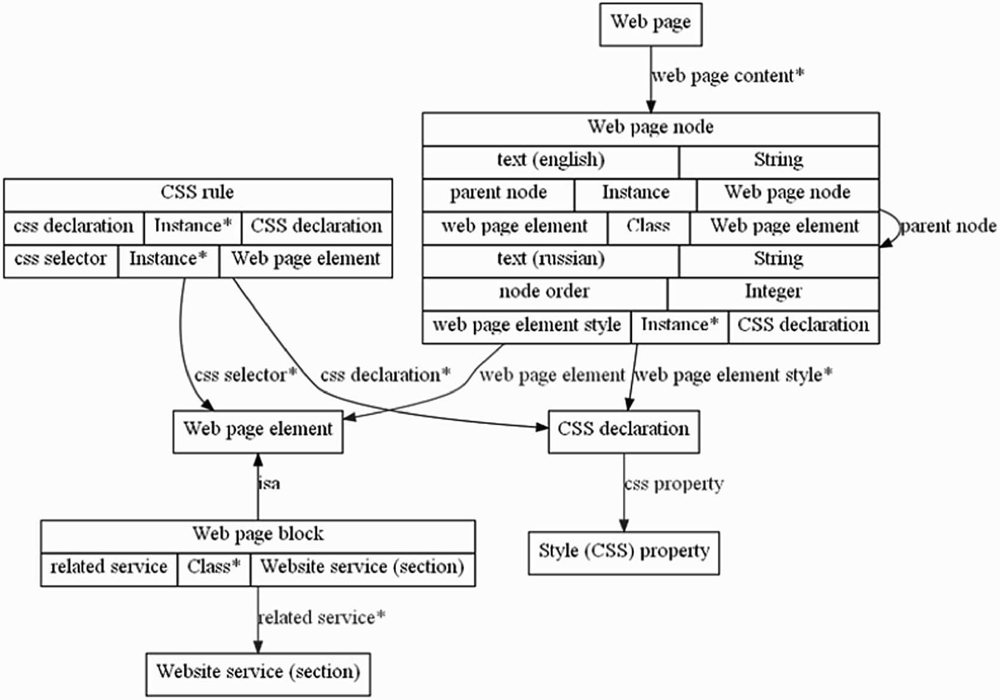 Web page
web page content*
Web page node
text (english) String
parent node Instance Web page node
web page element Class Web page element
text (russian) String
node order Integer
web page element style Instance* CSS declaration
parent node
CSS rule
css declaration Instance* CSS declaration
css selector Instance* Web page element
css selector* css declaration* web page element web page element style*
Web page element
CSS declaration
isa
css property
Web page block
related service Class* Website service (section)
Style (CSS) property
related service*
Website service (section)